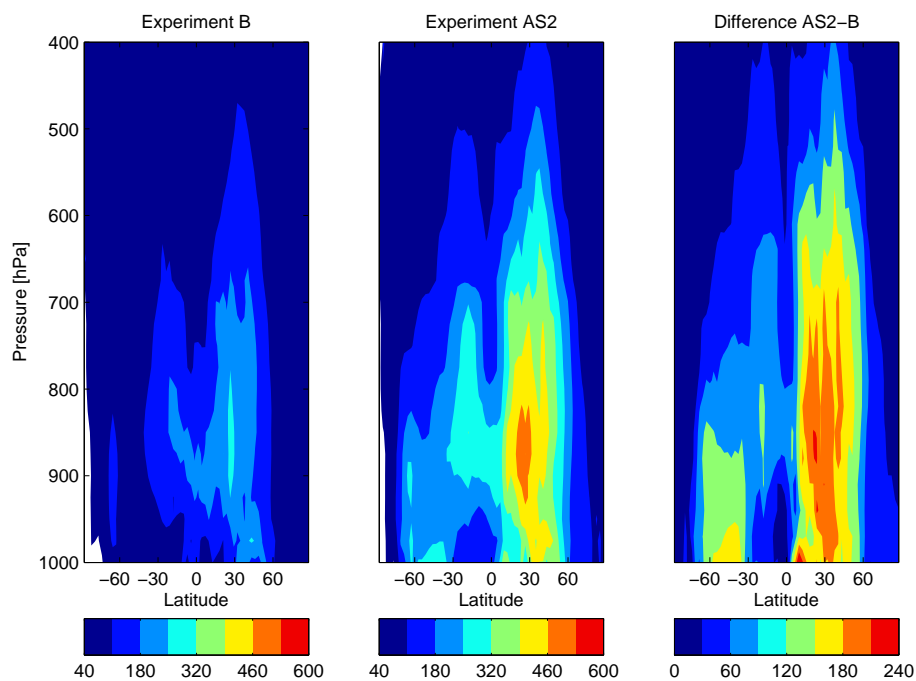 Experiment B
Experiment AS2
Difference AS2−B
Pressure [hPa]
400
500
600
700
800
900
1000
−60 −30 0 30 60
−60 −30 0 30 60
−60 −30 0 30 60
Latitude
Latitude
Latitude
40 180 320 460 600
40 180 320 460 600
0 60 120 180 240